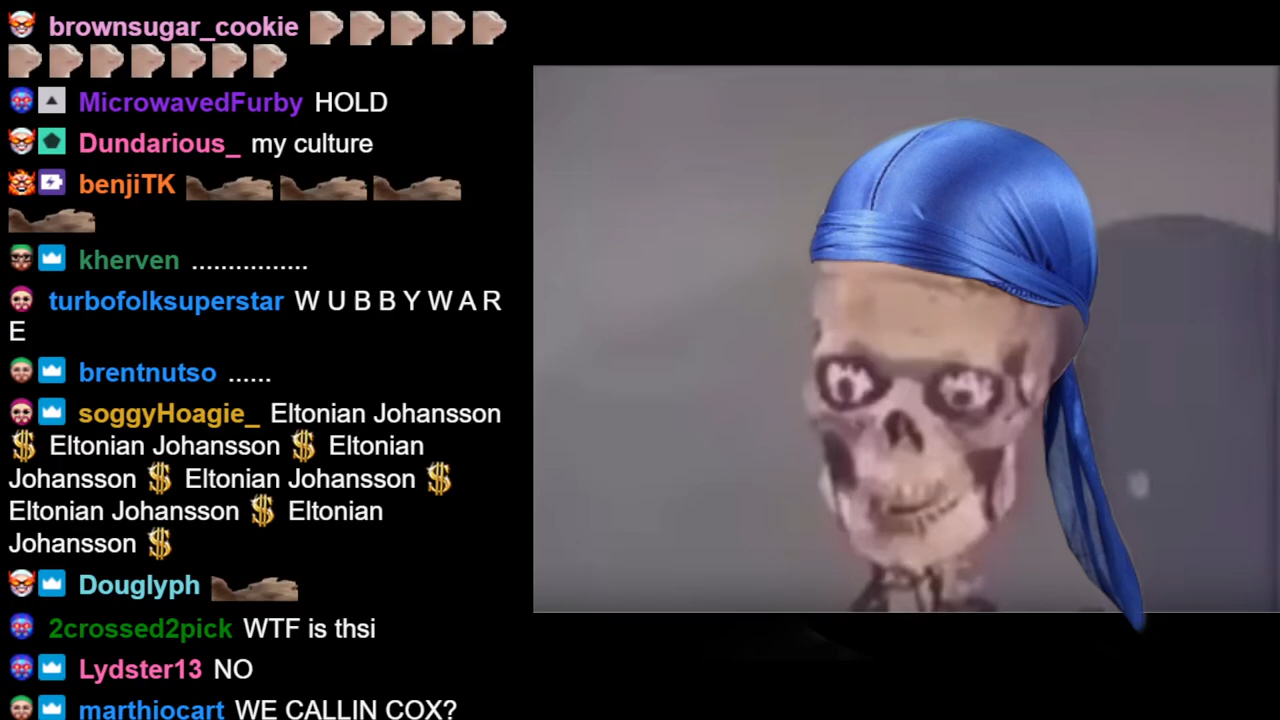 brownsugar_cookie
MicrowavedFurby HOLD
Dundarious_ my culture
benjiTK
kherven ................
turbofolksuperstar W U B B Y W A R
E
brentnutso ......
soggyHoagie_ Eltonian Johansson
$ Eltonian Johansson $ Eltonian
Johansson $ Eltonian Johansson $
Eltonian Johansson $ Eltonian
Johansson $
Douglyph
2crossed2pick WTF is thsi
Lydster13 NO
marthiocart WE CALLIN COX?